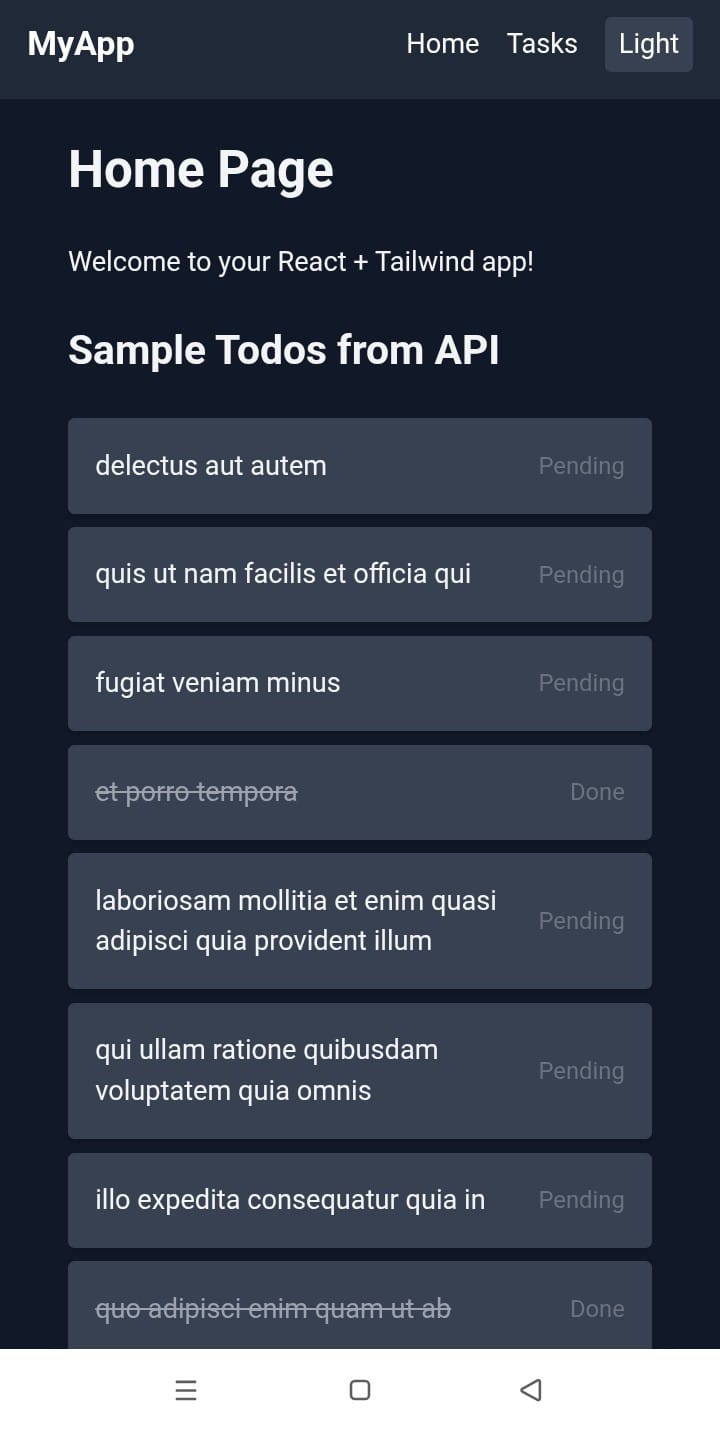 MyApp Home Tasks Light
Home Page
Welcome to your React + Tailwind app!
Sample Todos from API
delectus aut autem Pending
quis ut nam facilis et officia qui Pending
fugiat veniam minus Pending
et porro tempora Done
laboriosam mollitia et enim quasi
adipisci quia provident illum Pending
qui ullam ratione quibusdam
voluptatem quia omnis Pending
illo expedita consequatur quia in Pending
quo adipisci enim quam ut ab Done